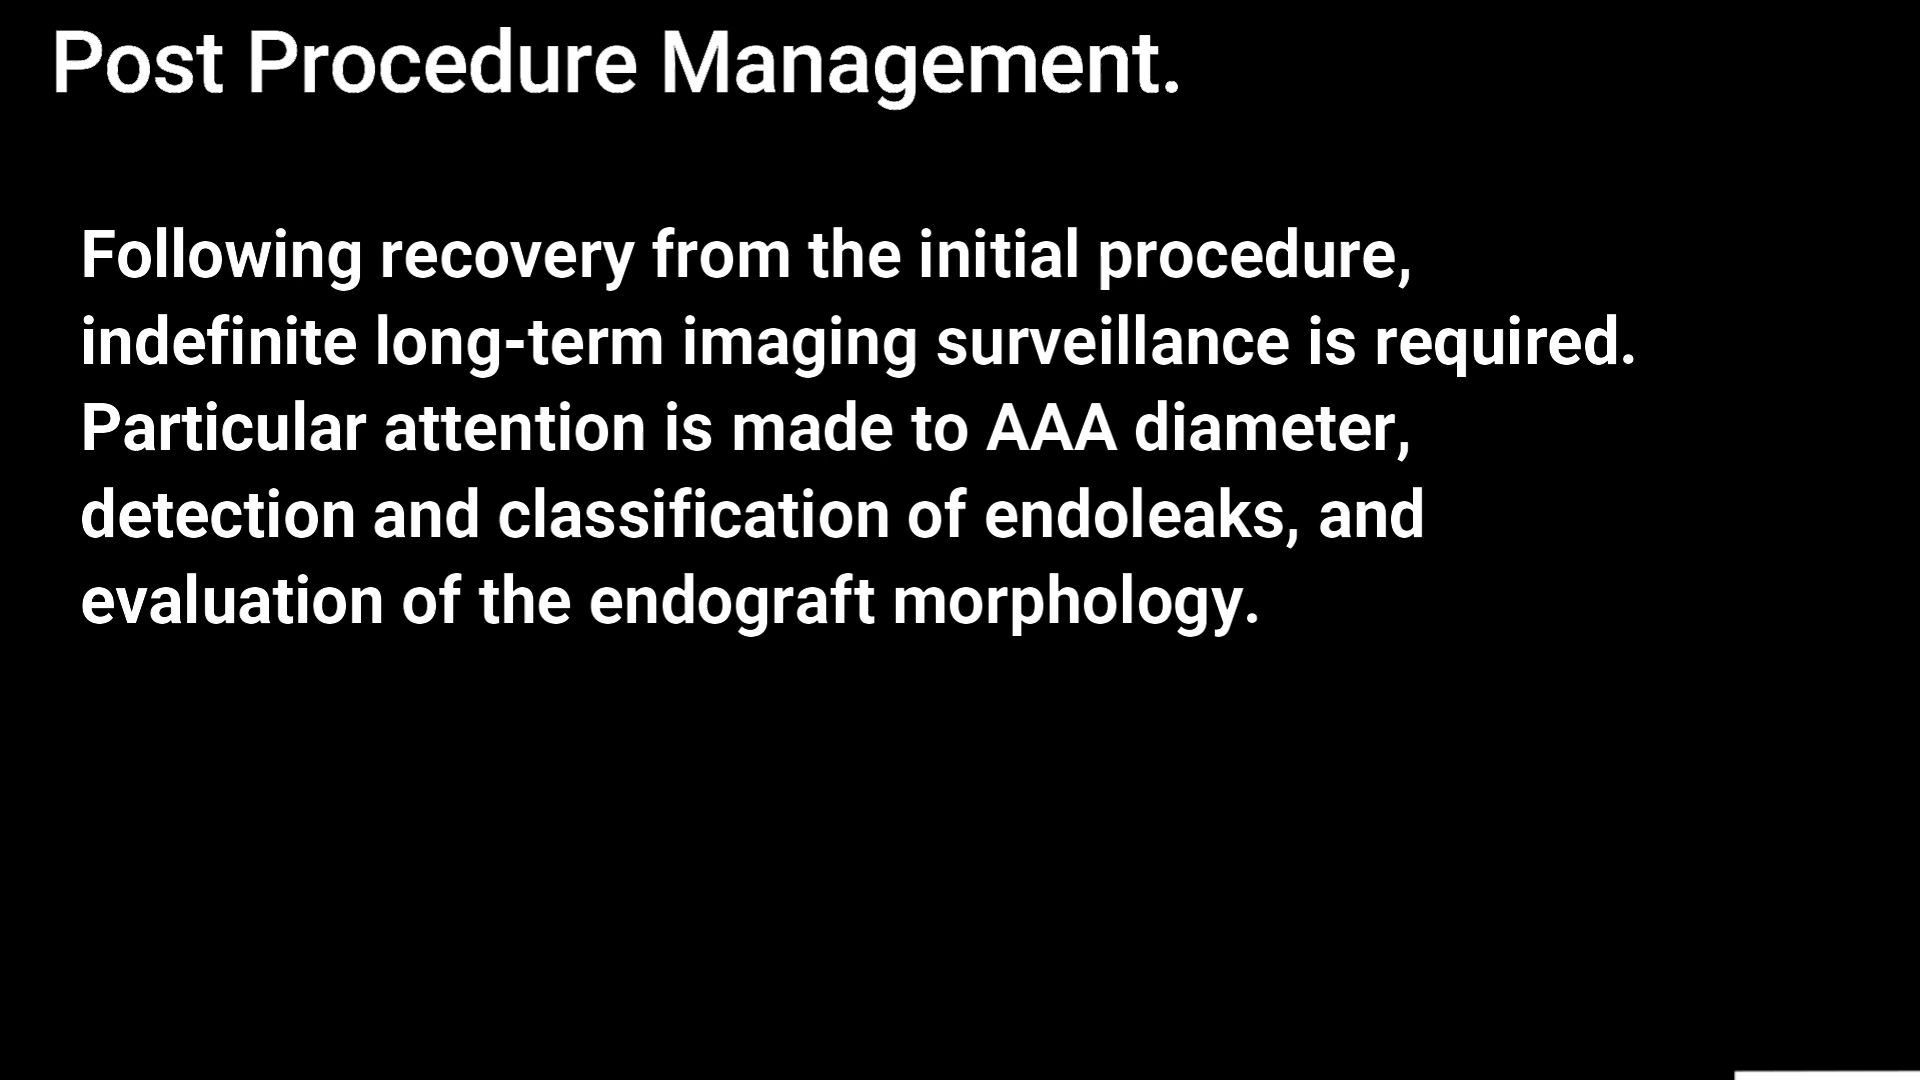 Post Procedure Management.
Following recovery from the initial procedure,
indefinite long-term imaging surveillance is required.
Particular attention is made to AAA diameter,
detection and classification of endoleaks, and
evaluation of the endograft morphology.